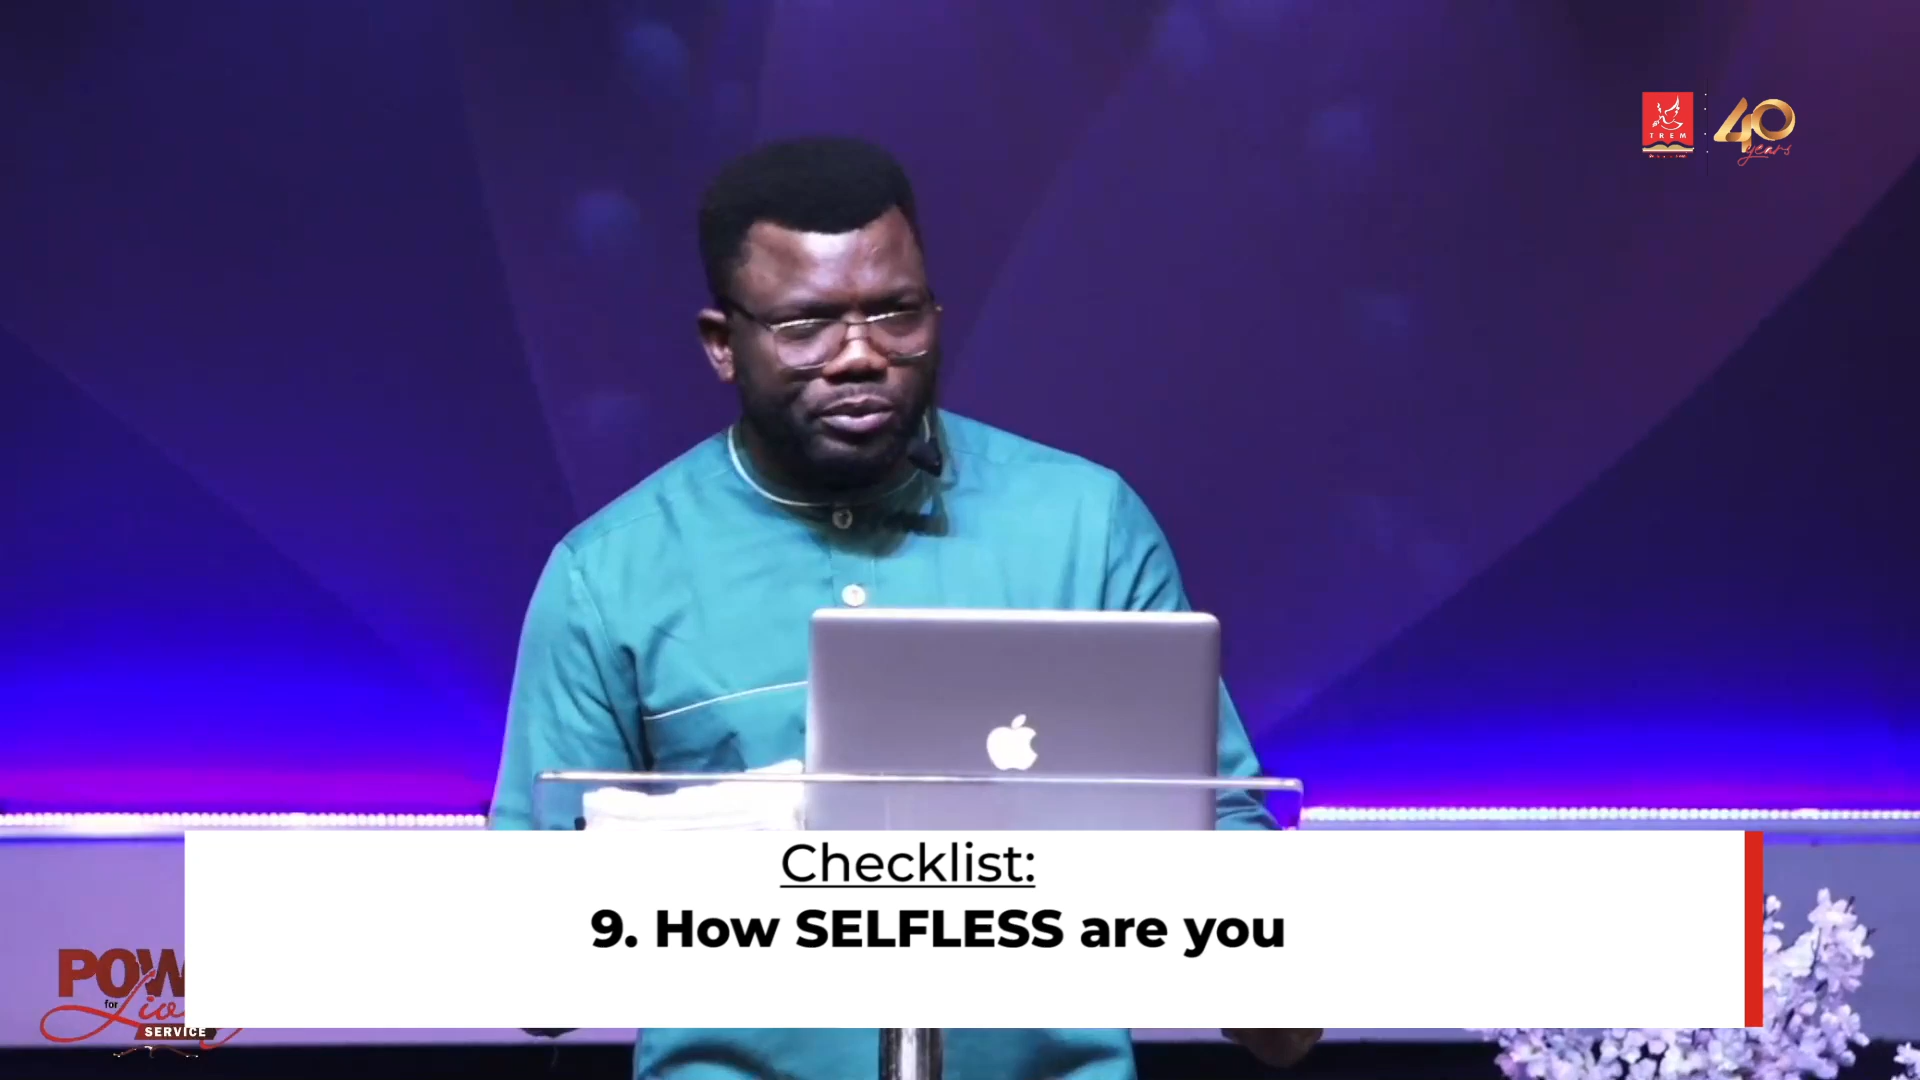 TREM
40
years
Checklist:
9. How SELFLESS are you
POW
for
SERVICE